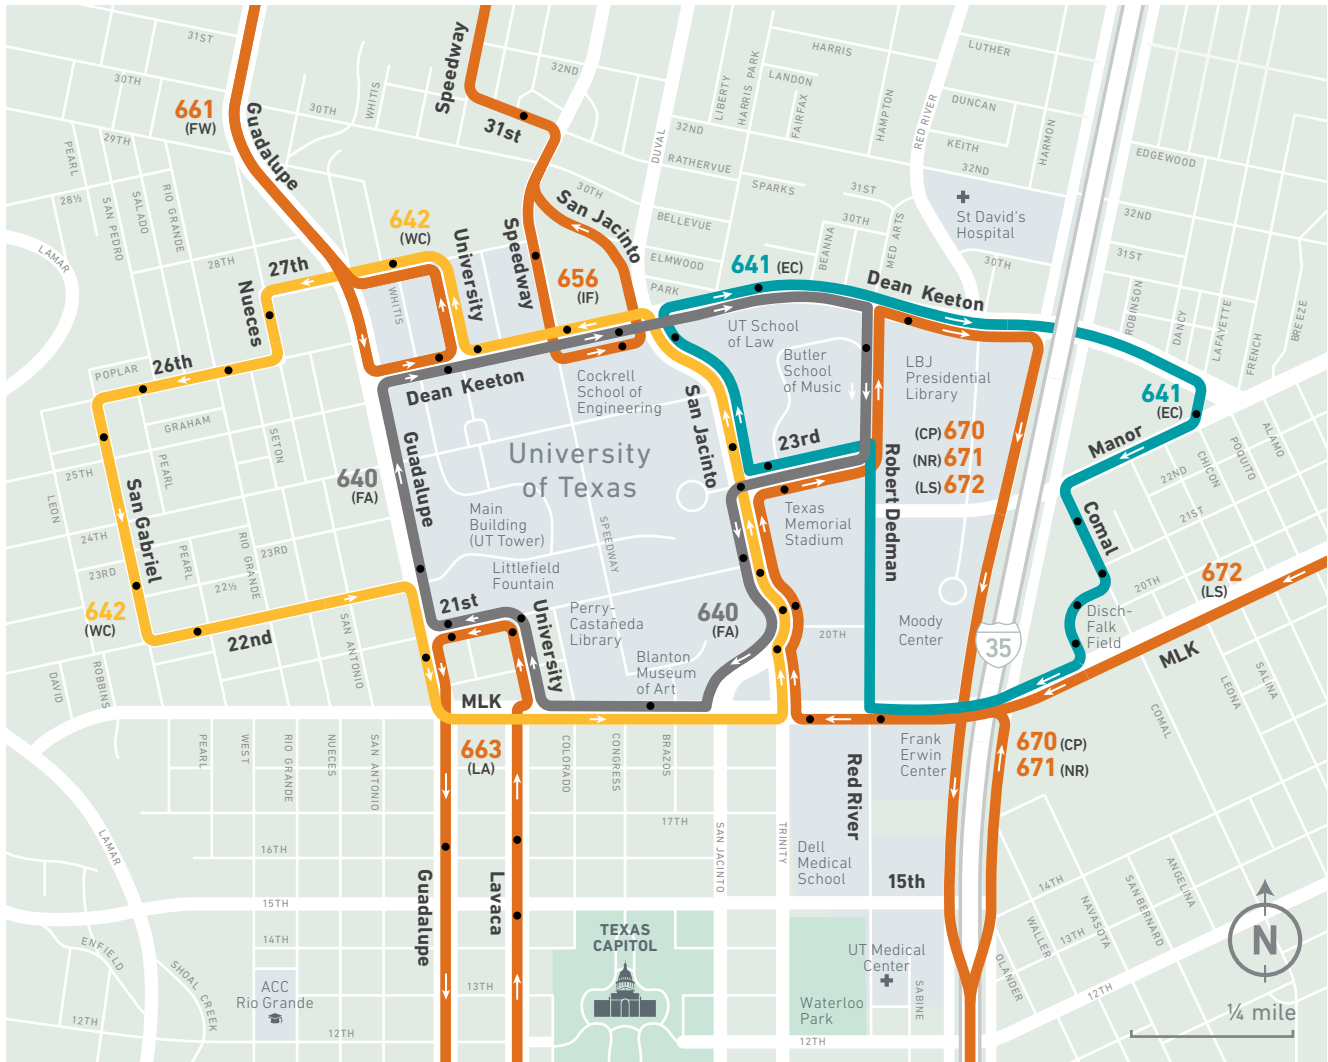 31ST
30TH
661
(FW)
Guadalupe
30TH
WHITIS
Speedway
31st
32ND
DUVAL
LIBERTY
HARRIS PARK
HARRIS
LANDON
FAIRFAX
HAMPTON
RED RIVER
LUTHER
DUNCAN
KEITH
32ND
HARMON
EDGEWOOD
32ND
RATHERVUE
SPARKS
31ST
30TH
BEANNA
MED ARTS
30TH
St David's
Hospital
32ND
31ST
PEARL
29TH
28½
SAN PEDRO
SALADO
RIO GRANDE
28TH
LAMAR
27th
Nueces
642
(WC)
University
Speedway
30TH
San Jacinto
BELLEVUE
ELMWOOD
PARK
656
(IF)
641 (EC)
Dean Keeton
ROBINSON
DANCY
LAFAYETTE
FRENCH
BREEZE
WHITIS
UT School
of Law
Butler
School
of Music
LBJ
Presidential
Library
26th
POPLAR
GRAHAM
SETON
PEARL
25TH
LEON
24TH
23RD
Dean Keeton
Cockrell
School of
Engineering
San Jacinto
23rd
641
(EC)
Manor
ALAMO
POQUITO
CHICON
22ND
21ST
20TH
(CP) 670
(NR) 671
(LS) 672
University
of Texas
640
(FA)
Guadalupe
Main
Building
(UT Tower)
SPEEDWAY
Littlefield
Fountain
Texas
Memorial
Stadium
Robert Dedman
Comal
672
(LS)
San Gabriel
PEARL
22½
RIO GRANDE
23RD
642
(WC)
22nd
SAN ANTONIO
21st
University
Perry-
Castañeda
Library
640
(FA)
Blanton
Museum
of Art
20TH
Moody
Center
35
Disch-
Falk
Field
MLK
SALINA
LEONA
COMAL
DAVID
ROBBINS
MLK
663
(LA)
PEARL
WEST
RIO GRANDE
NUECES
SAN ANTONIO
COLORADO
CONGRESS
BRAZOS
Frank
Erwin
Center
670 (CP)
671 (NR)
Red River
17TH
16TH
SAN JACINTO
TRINITY
LAMAR
Dell
Medical
School
15th
15TH
14TH
Guadalupe
Lavaca
13TH
TEXAS
CAPITOL
ENFIELD
SHOAL CREEK
ACC
Rio Grande
12TH
12TH
UT Medical
Center
SABINE
Waterloo
Park
12TH
OLANDER
WALLER
14TH
13TH
NAVASOTA
SAN BERNARD
ANGELINA
12TH
N
¼ mile